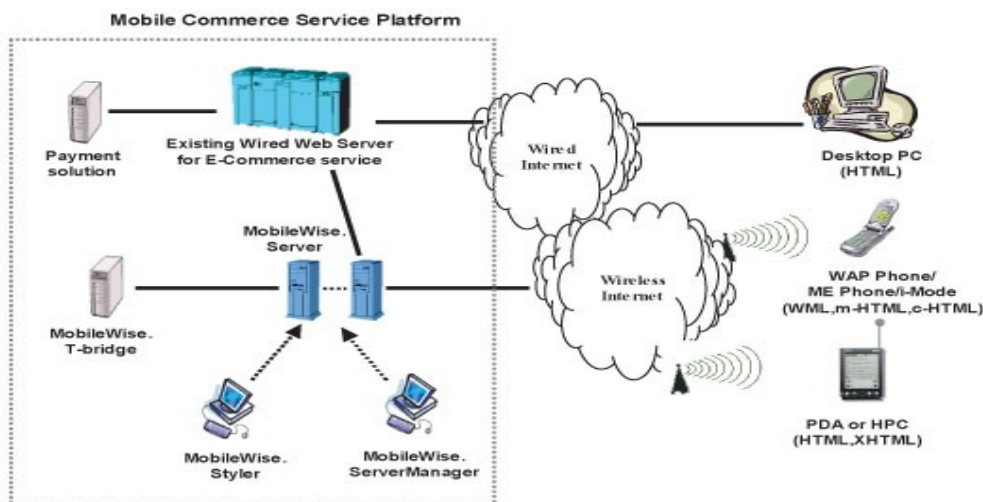 Mobile Commerce Service Platform
Payment
solution
Existing Wired Web Server
for E-Commerce service
Wired
Internet
Desktop PC
(HTML)
MobileWise.
Server
Wireless
Internet
WAP Phone/
ME Phone/i-Mode
(WML,m-HTML,c-HTML)
MobileWise.
T-bridge
PDA or HPC
(HTML,XHTML)
MobileWise.
Styler
MobileWise.
ServerManager